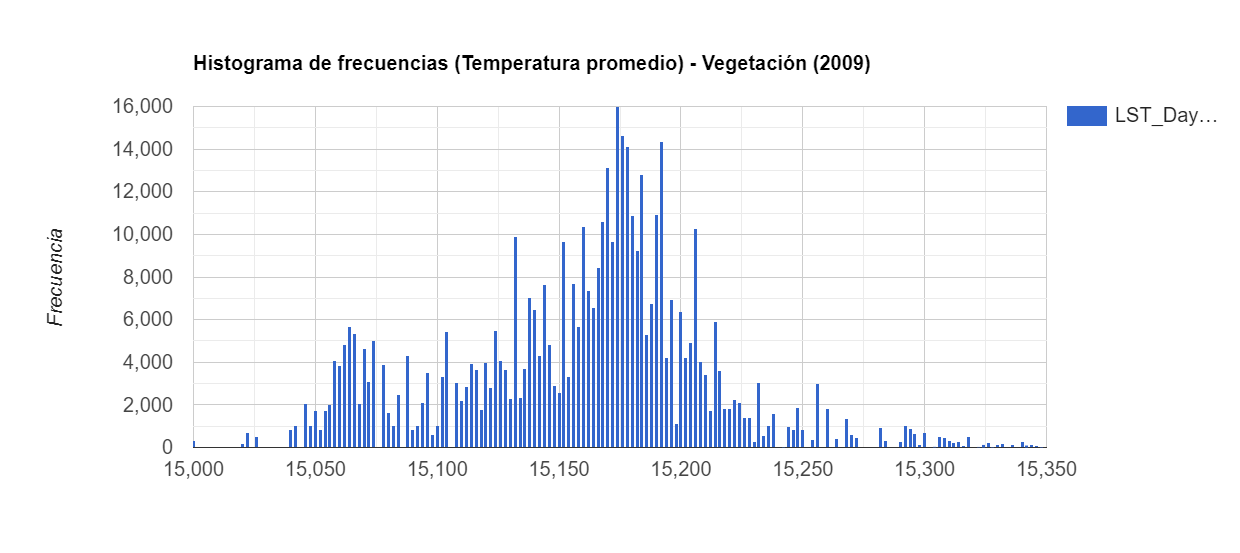 Histograma de frecuencias (Temperatura promedio) - Vegetación (2009)
LST_Day…
Frecuencia
16,000
14,000
12,000
10,000
8,000
6,000
4,000
2,000
0
15,000 15,050 15,100 15,150 15,200 15,250 15,300 15,350